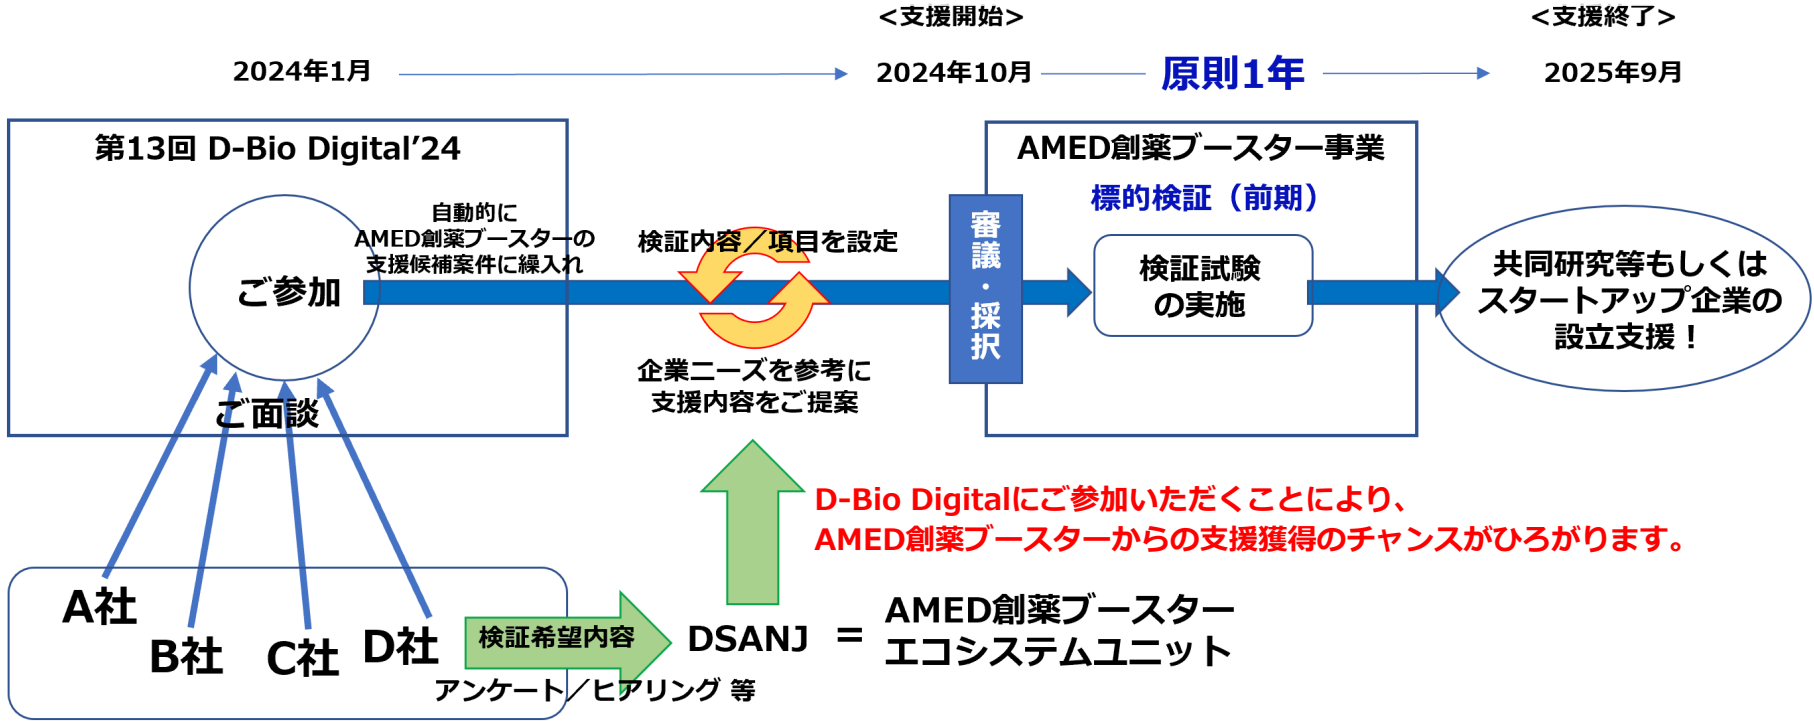 <支援開始>
<支援終了>
2024年1月
2024年10月
原則1年
2025年9月
第13回 D-Bio Digital’24
自動的に
AMED創薬ブースターの
支援候補案件に繰入れ
ご参加
ご面談
検証内容／項目を設定
企業ニーズを参考に
支援内容をご提案
審議・採択
AMED創薬ブースター事業
標的検証（前期）
検証試験
の実施
共同研究等もしくは
スタートアップ企業の
設立支援！
D-Bio Digitalにご参加いただくことにより、
AMED創薬ブースターからの支援獲得のチャンスがひろがります。
A社
B社
C社
D社
検証希望内容
アンケート／ヒアリング 等
DSANJ
=
AMED創薬ブースター
エコシステムユニット